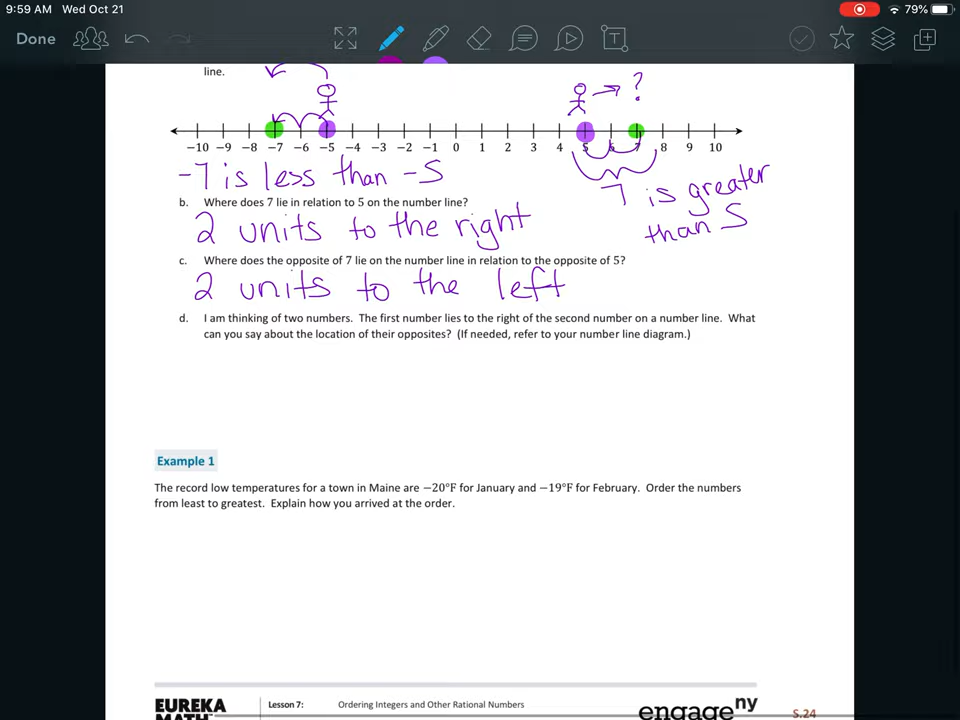 9:59 AM Wed Oct 21
79%
Done
T
line.
?
−10 −9 −8 −7 −6 −5 −4 −3 −2 −1 0 1 2 3 4 5 6 7 8 9 10
-7 is less than -5
7 is greater
than 5
b. Where does 7 lie in relation to 5 on the number line?
2 units to the right
c. Where does the opposite of 7 lie on the number line in relation to the opposite of 5?
2 units to the left
d. I am thinking of two numbers. The first number lies to the right of the second number on a number line. What
can you say about the location of their opposites? (If needed, refer to your number line diagram.)
Example 1
The record low temperatures for a town in Maine are −20°F for January and −19°F for February. Order the numbers
from least to greatest. Explain how you arrived at the order.
EUREKA
MATH™
Lesson 7: Ordering Integers and Other Rational Numbers
engageny
S.24